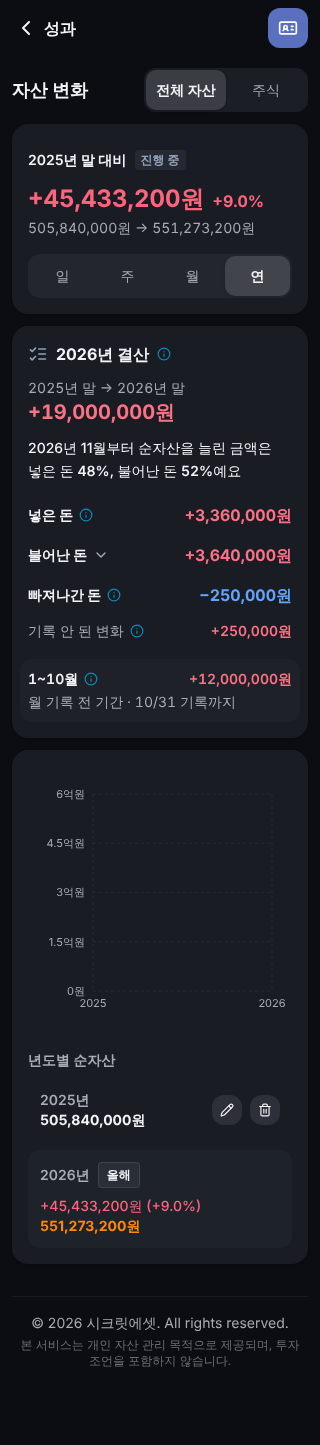 성과
자산 변화
전체 자산
주식
2025년 말 대비 진행 중
+45,433,200원 +9.0%
505,840,000원 → 551,273,200원
일 주 월 연
2026년 결산
2025년 말 → 2026년 말
+19,000,000원
2026년 11월부터 순자산을 늘린 금액은
넣은 돈 48%, 불어난 돈 52%예요
넣은 돈 +3,360,000원
불어난 돈 +3,640,000원
빠져나간 돈 −250,000원
기록 안 된 변화 +250,000원
1~10월 +12,000,000원
월 기록 전 기간 · 10/31 기록까지
6억원
4.5억원
3억원
1.5억원
0원
2025 2026
년도별 순자산
2025년
505,840,000원
2026년 올해
+45,433,200원 (+9.0%)
551,273,200원
© 2026 시크릿에셋. All rights reserved.
본 서비스는 개인 자산 관리 목적으로 제공되며, 투자
조언을 포함하지 않습니다.